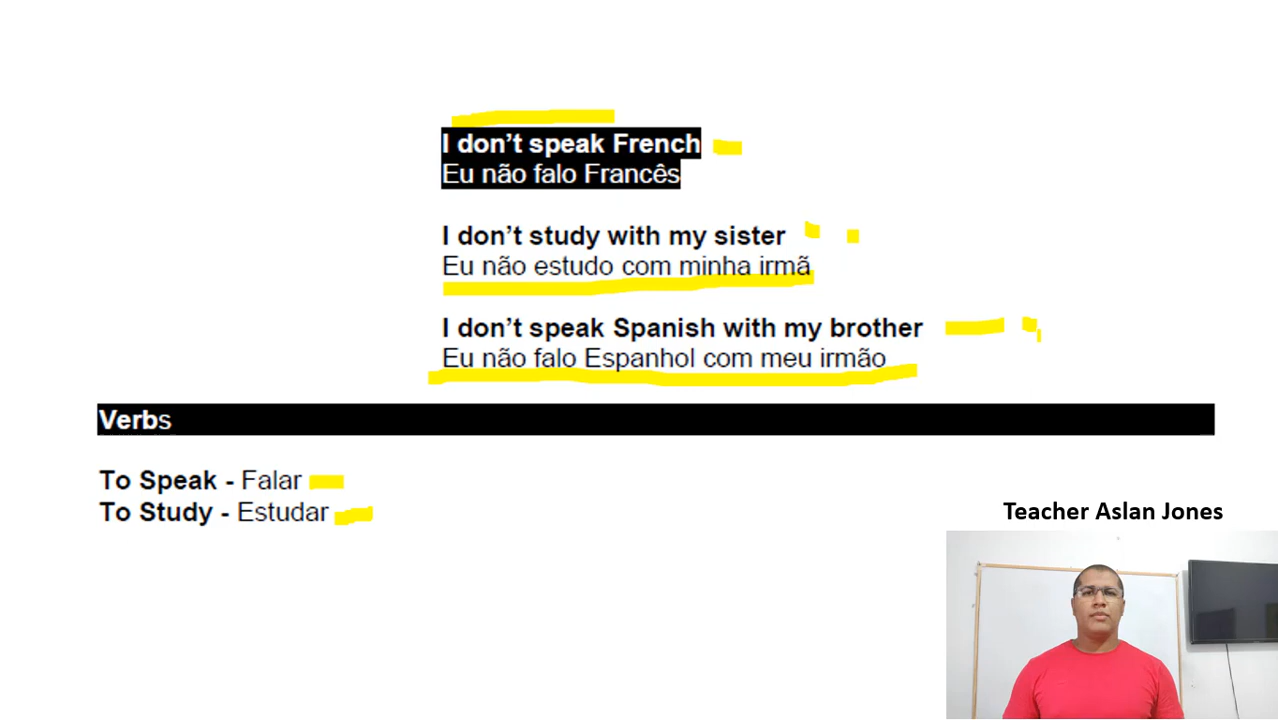 I don’t speak French
Eu não falo Francês
I don’t study with my sister
Eu não estudo com minha irmã
I don’t speak Spanish with my brother
Eu não falo Espanhol com meu irmão
Verbs
To Speak - Falar
To Study - Estudar
Teacher Aslan Jones